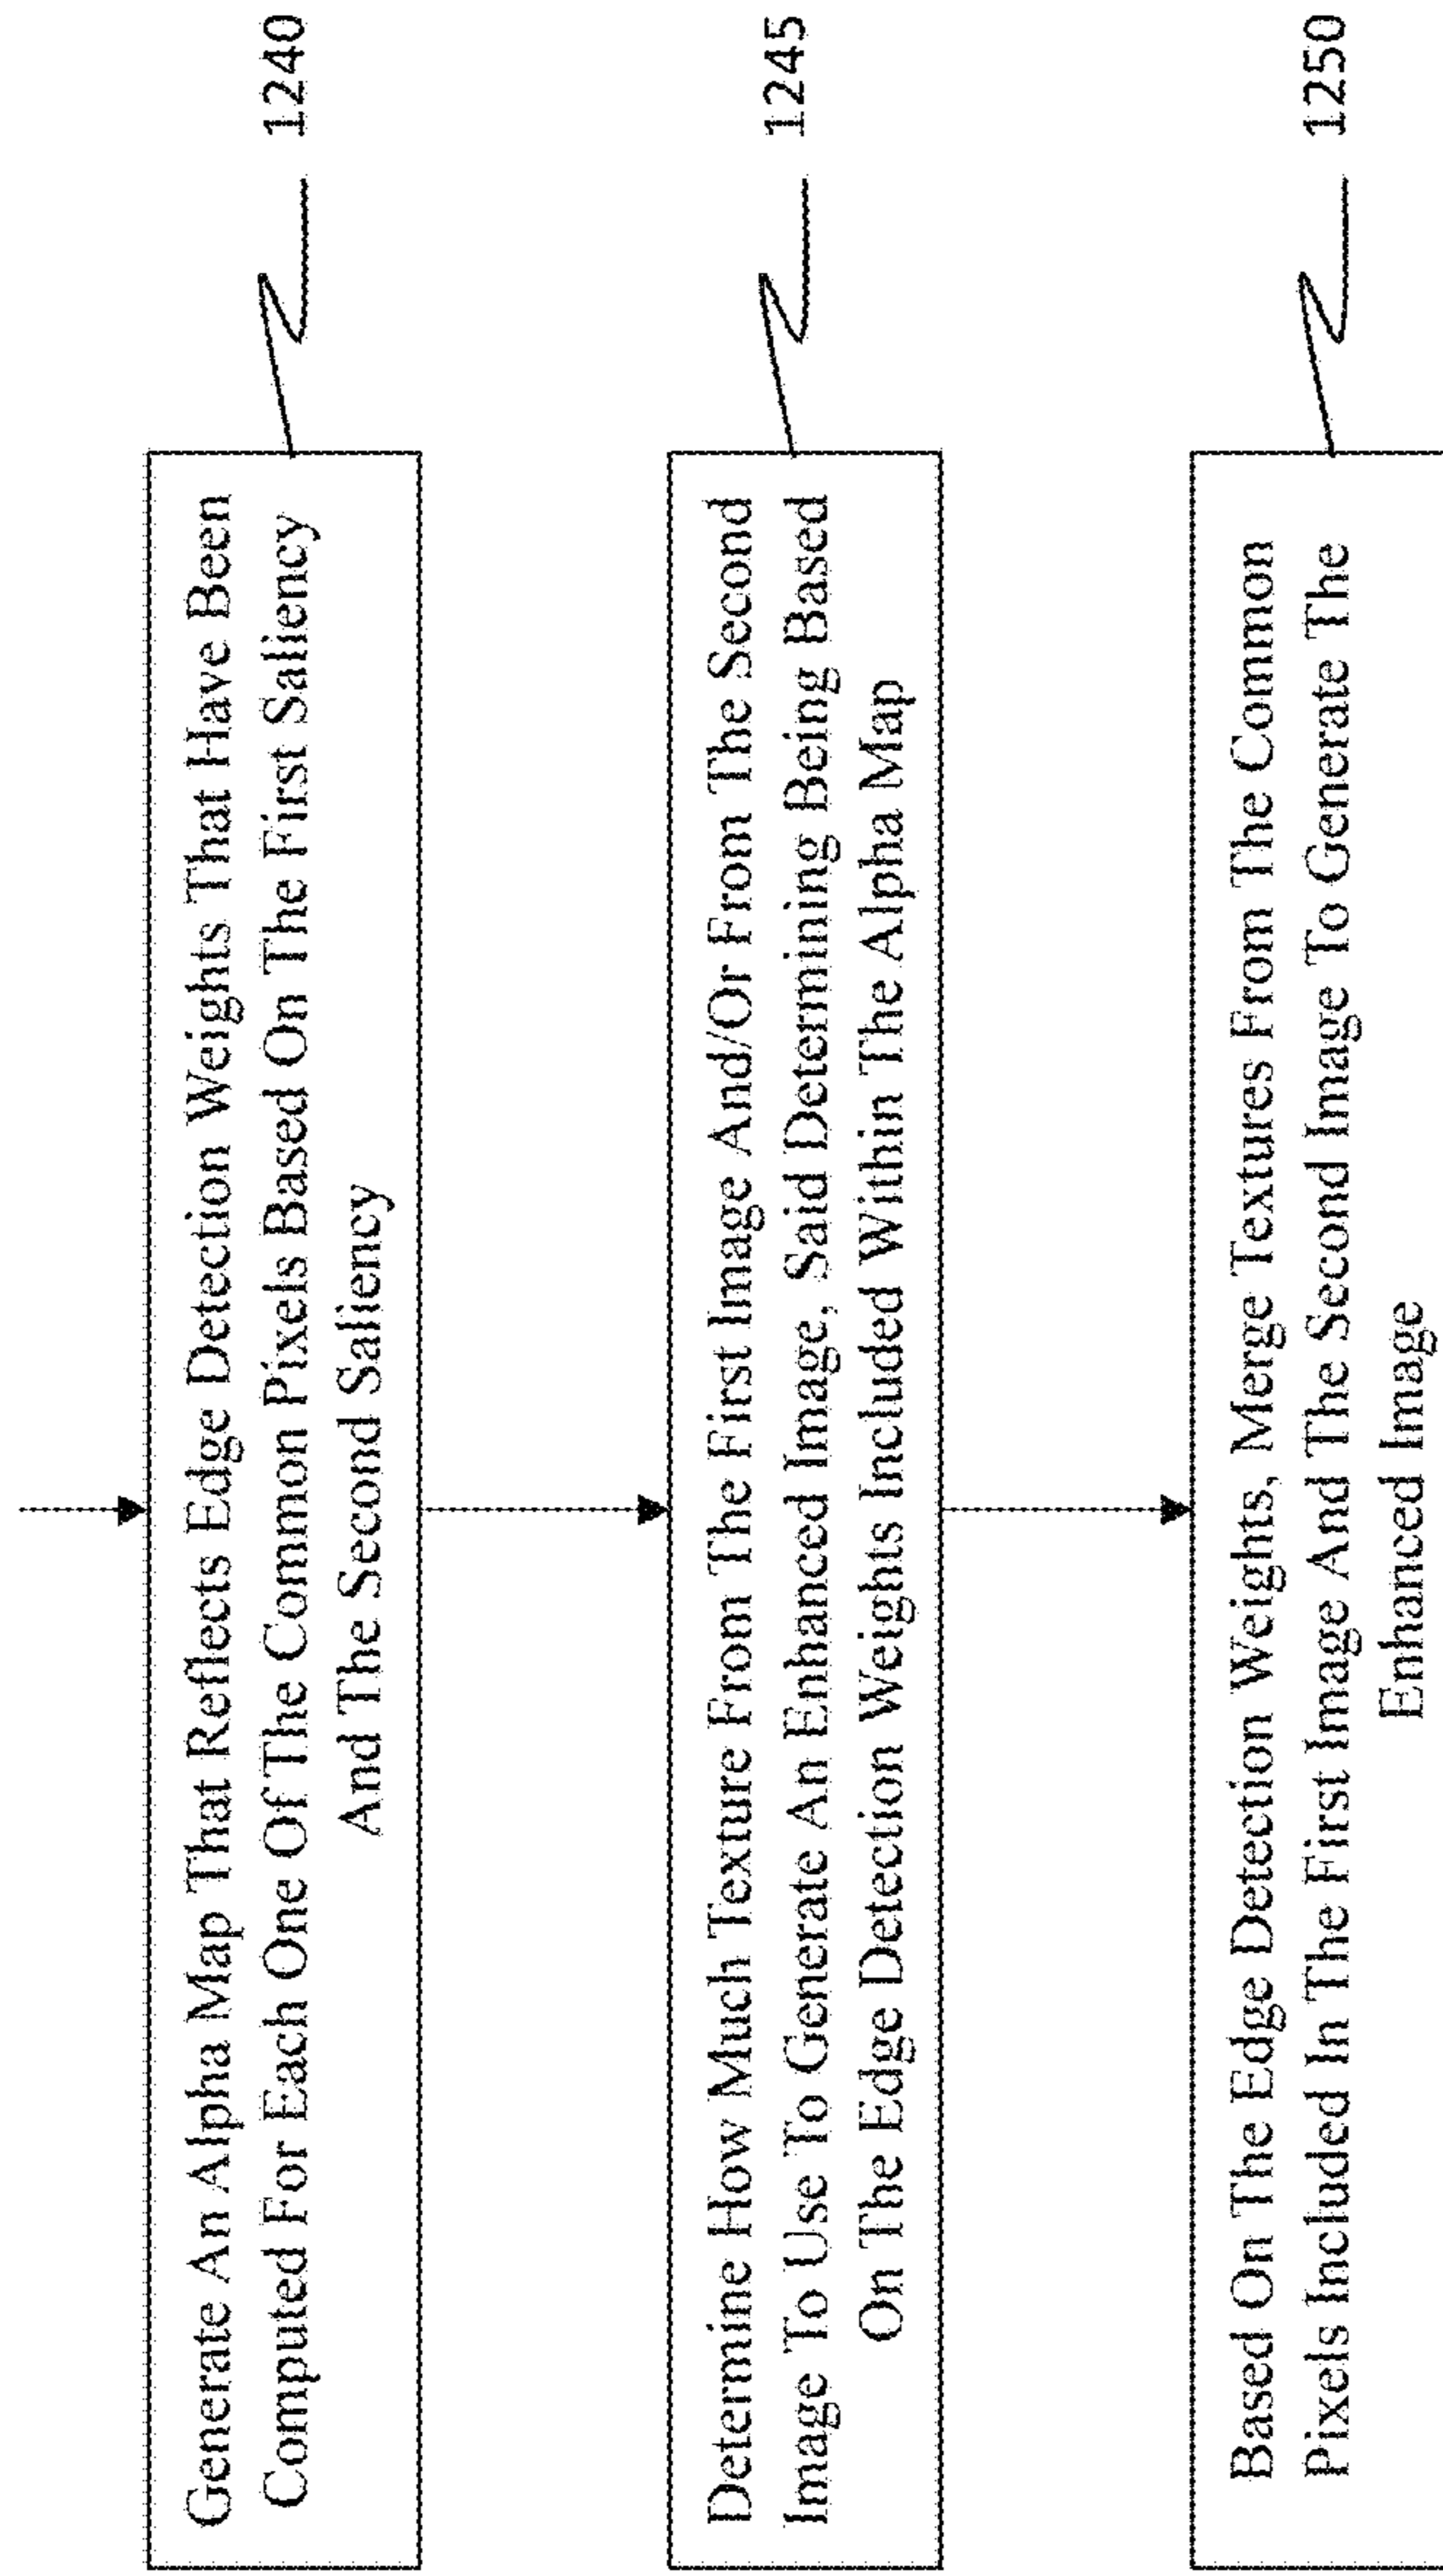 Generate An Alpha Map That Reflects Edge Detection Weights That Have Been
Computed For Each One Of The Common Pixels Based On The First Saliency
And The Second Saliency
1240
Determine How Much Texture From The First Image And/Or From The Second
Image To Use To Generate An Enhanced Image, Said Determining Being Based
On The Edge Detection Weights Included Within The Alpha Map
1245
Based On The Edge Detection Weights, Merge Textures From The Common
Pixels Included In The First Image And The Second Image To Generate The
Enhanced Image
1250